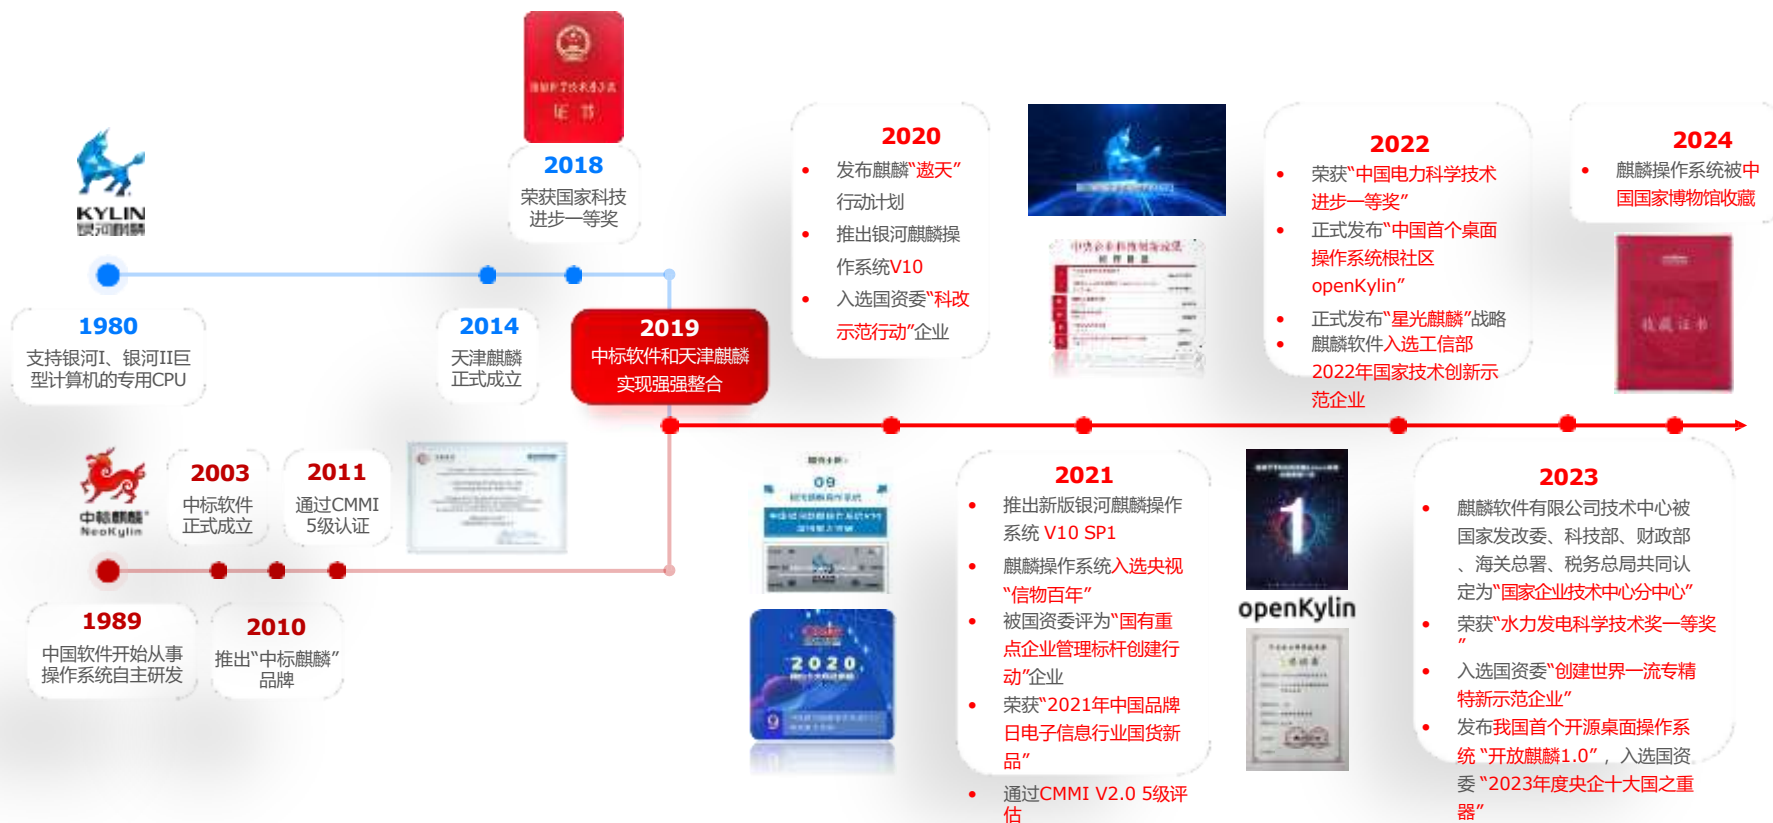 KYLIN
银河麒麟
1980
支持银河I、银河II巨
型计算机的专用CPU
2014
天津麒麟
正式成立
证书
2018
荣获国家科技
进步一等奖
2019
中标软件和天津麒麟
实现强强整合
中标麒麟
NeoKylin
1989
中国软件开始从事
操作系统自主研发
2003
中标软件
正式成立
2010
推出“中标麒麟”
品牌
2011
通过CMMI
5级认证
2020
• 发布麒麟“遨天”
行动计划
• 推出银河麒麟操
作系统V10
• 入选国资委“科改
示范行动”企业
09
2020
9
2021
• 推出新版银河麒麟操作
系统 V10 SP1
• 麒麟操作系统入选央视
“信物百年”
• 被国资委评为“国有重
点企业管理标杆创建行
动”企业
• 荣获“2021年中国品牌
日电子信息行业国货新
品”
• 通过CMMI V2.0 5级评
估
2022
• 荣获“中国电力科学技术
进步一等奖”
• 正式发布“中国首个桌面
操作系统根社区
openKylin”
• 正式发布“星光麒麟”战略
• 麒麟软件入选工信部
2022年国家技术创新示
范企业
1
openKylin
2023
• 麒麟软件有限公司技术中心被
国家发改委、科技部、财政部
、海关总署、税务总局共同认
定为“国家企业技术中心分中心”
• 荣获“水力发电科学技术奖一等奖
”
• 入选国资委“创建世界一流专精
特新示范企业”
• 发布我国首个开源桌面操作系
统 “开放麒麟1.0”，入选国资
委 “2023年度央企十大国之重
器”
2024
• 麒麟操作系统被中
国国家博物馆收藏
收藏证书